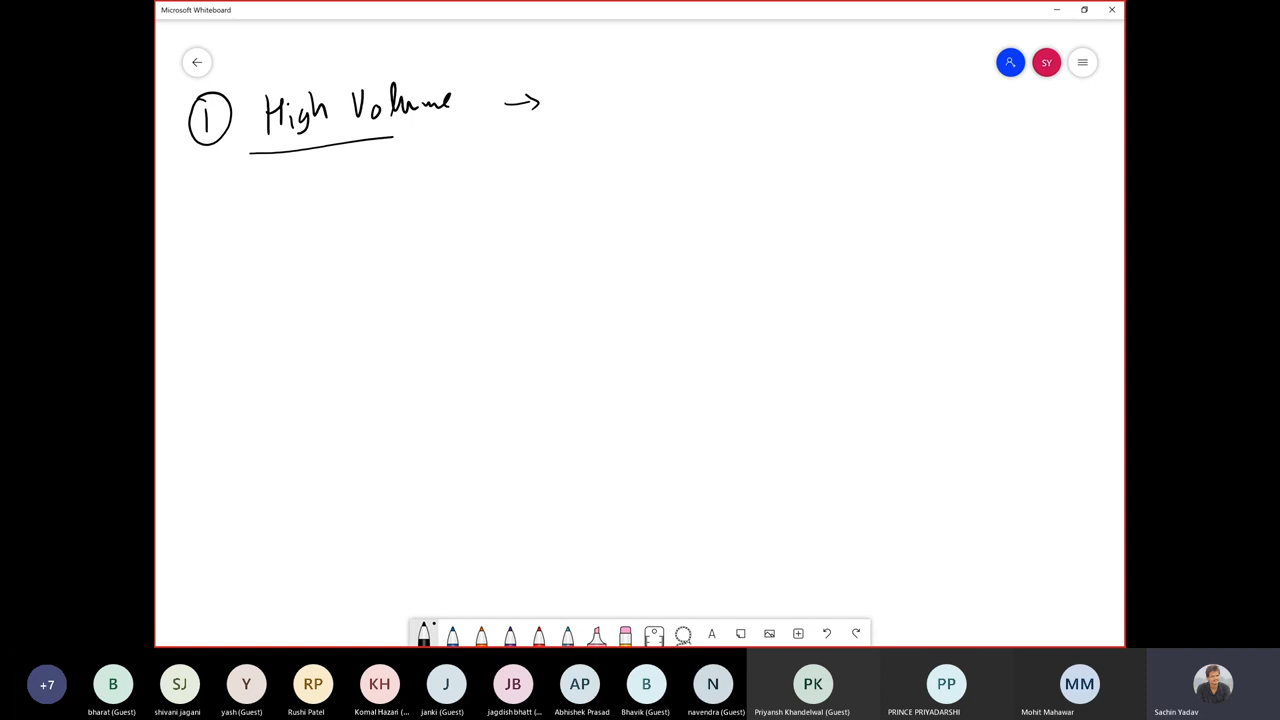 Microsoft Whiteboard
SY
① High Volume →
+7 B SJ Y RP KH J JB AP B N PK PP MM
bharat (Guest) shivani jagani yash (Guest) Rushi Patel Komal Hazari (... janki (Guest) jagdish bhatt (... Abhishek Prasad Bhavik (Guest) navendra (Guest) Priyansh Khandelwal (Guest) PRINCE PRIYADARSHI Mohit Mahawar Sachin Yadav